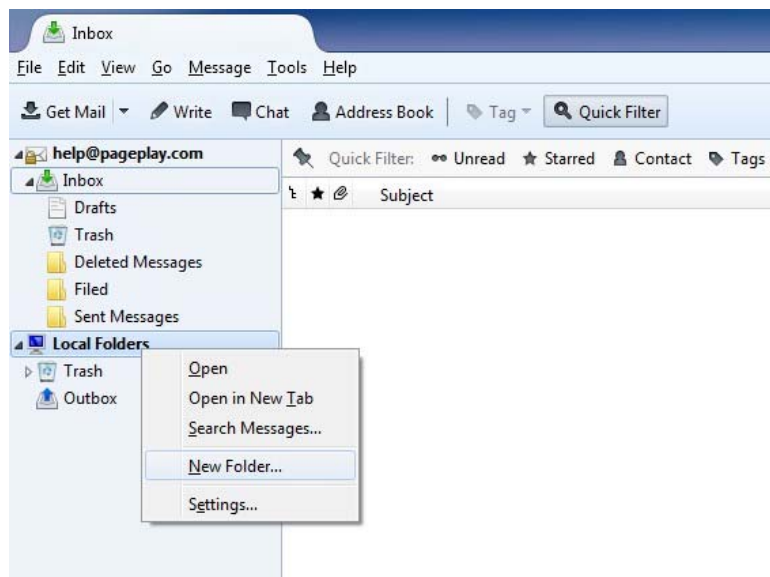 Inbox
File Edit View Go Message Tools Help
Get Mail Write Chat Address Book Tag Quick Filter
help@pageplay.com
Quick Filter: Unread Starred Contact Tags
Inbox
Subject
Drafts
Trash
Deleted Messages
Filed
Sent Messages
Local Folders
Trash
Outbox
Open
Open in New Tab
Search Messages...
New Folder...
Settings...